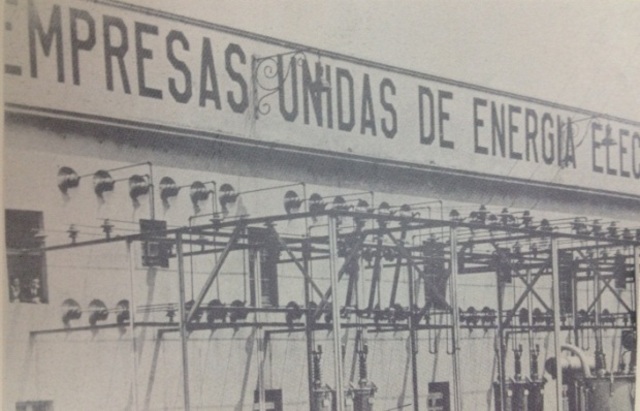 EMPRESAS UNIDAS DE ENERGIA ELEC